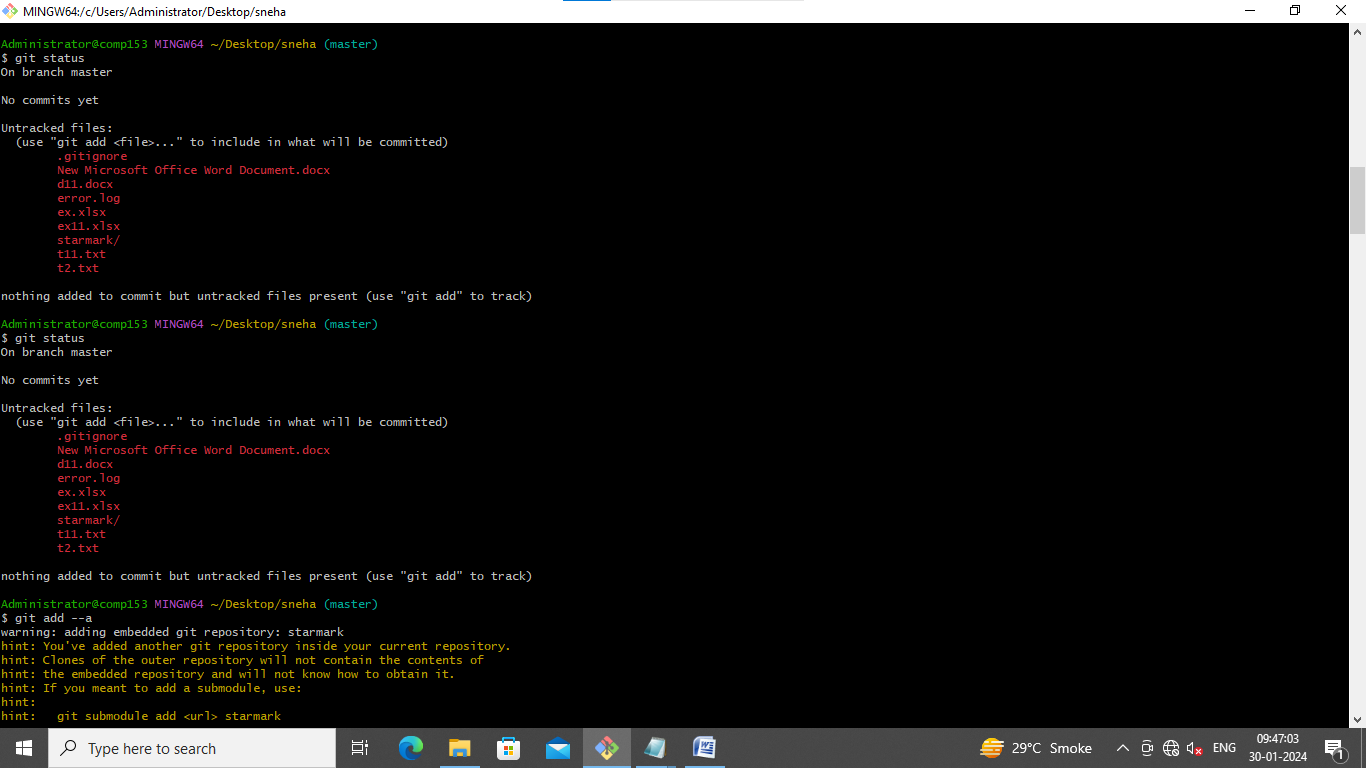 MINGW64:/c/Users/Administrator/Desktop/sneha
Administrator@comp153 MINGW64 ~/Desktop/sneha (master)
$ git status
On branch master
No commits yet
Untracked files:
  (use "git add <file>..." to include in what will be committed)
        .gitignore
        New Microsoft Office Word Document.docx
        d11.docx
        error.log
        ex.xlsx
        ex11.xlsx
        starmark/
        t11.txt
        t2.txt
nothing added to commit but untracked files present (use "git add" to track)
Administrator@comp153 MINGW64 ~/Desktop/sneha (master)
$ git status
On branch master
No commits yet
Untracked files:
  (use "git add <file>..." to include in what will be committed)
        .gitignore
        New Microsoft Office Word Document.docx
        d11.docx
        error.log
        ex.xlsx
        ex11.xlsx
        starmark/
        t11.txt
        t2.txt
nothing added to commit but untracked files present (use "git add" to track)
Administrator@comp153 MINGW64 ~/Desktop/sneha (master)
$ git add --a
warning: adding embedded git repository: starmark
hint: You've added another git repository inside your current repository.
hint: Clones of the outer repository will not contain the contents of
hint: the embedded repository and will not know how to obtain it.
hint: If you meant to add a submodule, use:
hint:
hint:   git submodule add <url> starmark
Type here to search
29°C Smoke
ENG
09:47:03
30-01-2024
1